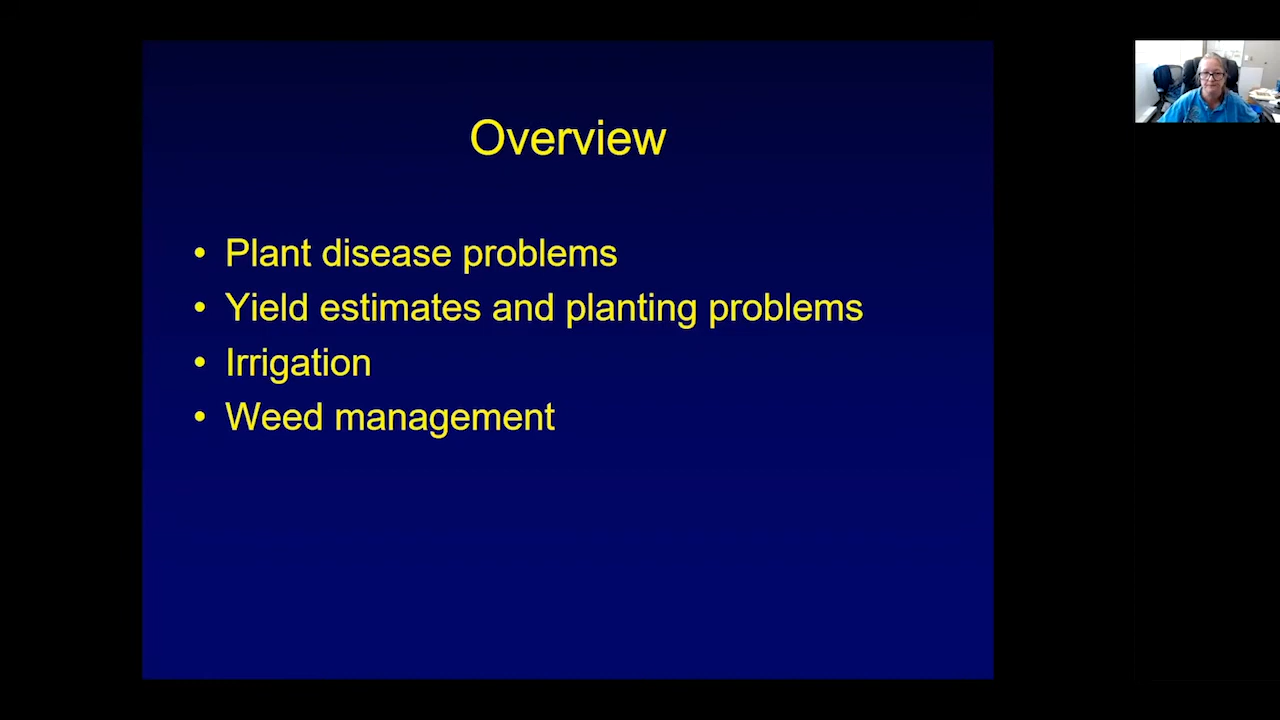 Overview
• Plant disease problems
• Yield estimates and planting problems
• Irrigation
• Weed management